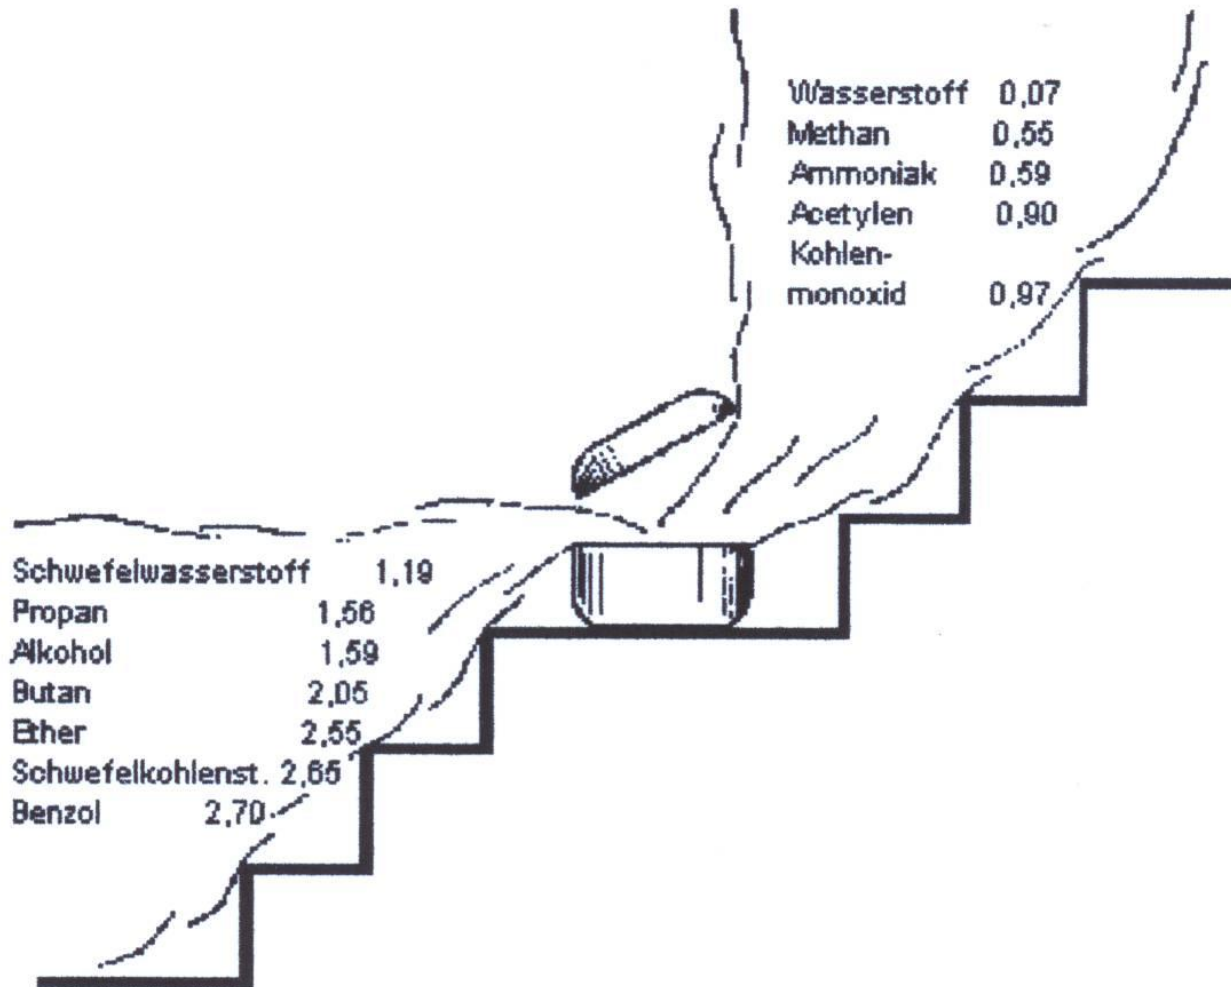 Wasserstoff 0,07
Methan 0,55
Ammoniak 0,59
Acetylen 0,90
Kohlen-
monoxid 0,97
Schwefelwasserstoff 1,19
Propan 1,56
Alkohol 1,59
Butan 2,05
Ether 2,55
Schwefelkohlenst. 2,65
Benzol 2,70